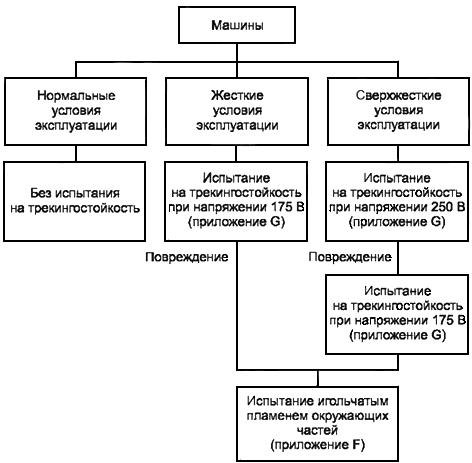 Машины
Нормальные
условия
эксплуатации
Жесткие
условия
эксплуатации
Сверхжесткие
условия
эксплуатации
Без испытания
на трекингостойкость
Испытание
на трекингостойкость
при напряжении 175 В
(приложение G)
Испытание
на трекингостойкость
при напряжении 250 В
(приложение G)
Повреждение
Повреждение
Испытание
на трекингостойкость
при напряжении 175 В
(приложение G)
Испытание игольчатым
пламенем окружающих
частей
(приложение F)